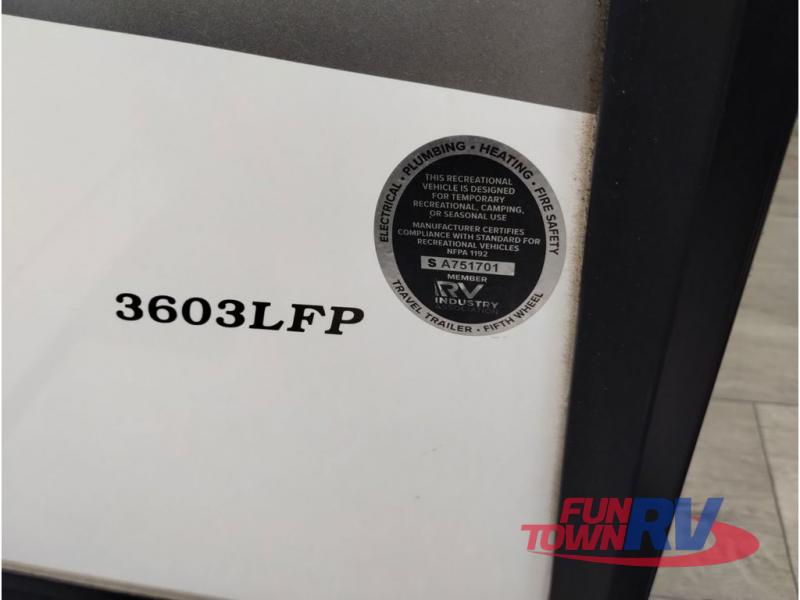 ELECTRICAL • PLUMBING • HEATING • FIRE SAFETY
THIS RECREATIONAL
VEHICLE IS DESIGNED
FOR TEMPORARY
RECREATIONAL, CAMPING,
OR SEASONAL USE
MANUFACTURER CERTIFIES
COMPLIANCE WITH STANDARD FOR
RECREATIONAL VEHICLES
NFPA 1192
S A751701
MEMBER
RV
INDUSTRY
ASSOCIATION
TRAVEL TRAILER • FIFTH WHEEL
3603LFP
FUN
TOWN RV